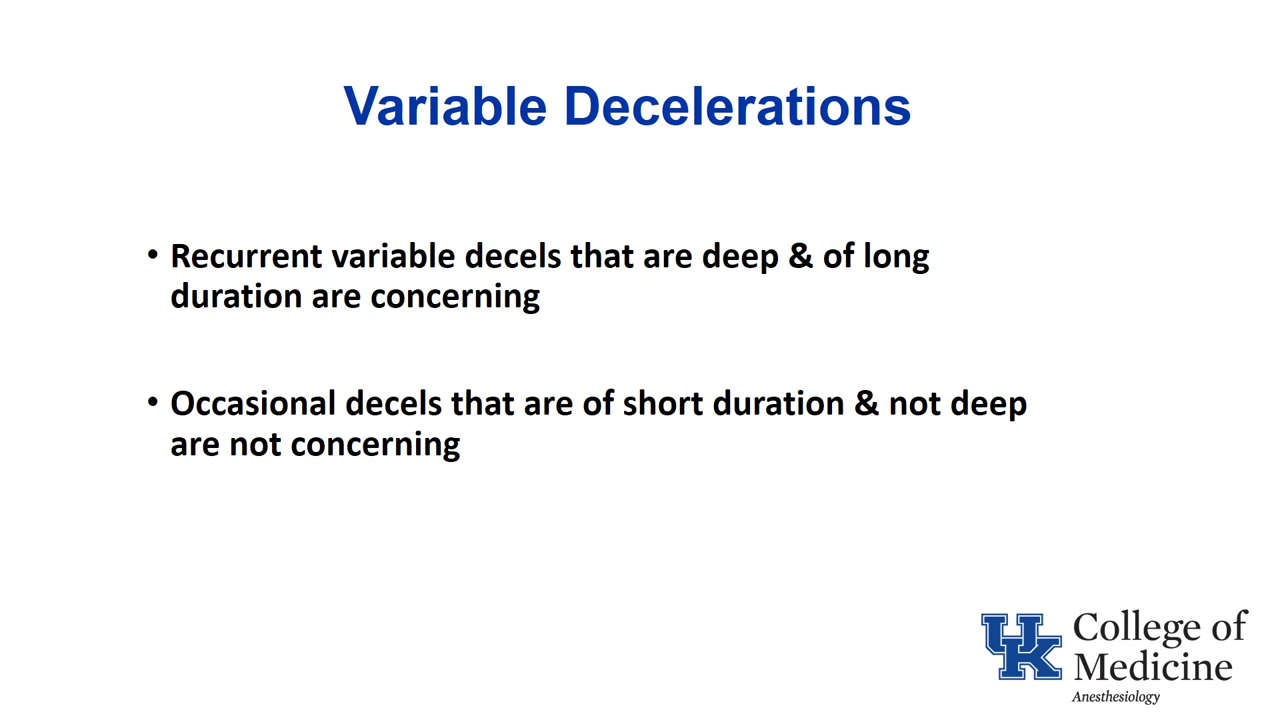 Variable Decelerations
• Recurrent variable decels that are deep & of long
duration are concerning
• Occasional decels that are of short duration & not deep
are not concerning
UK
College of
Medicine
Anesthesiology